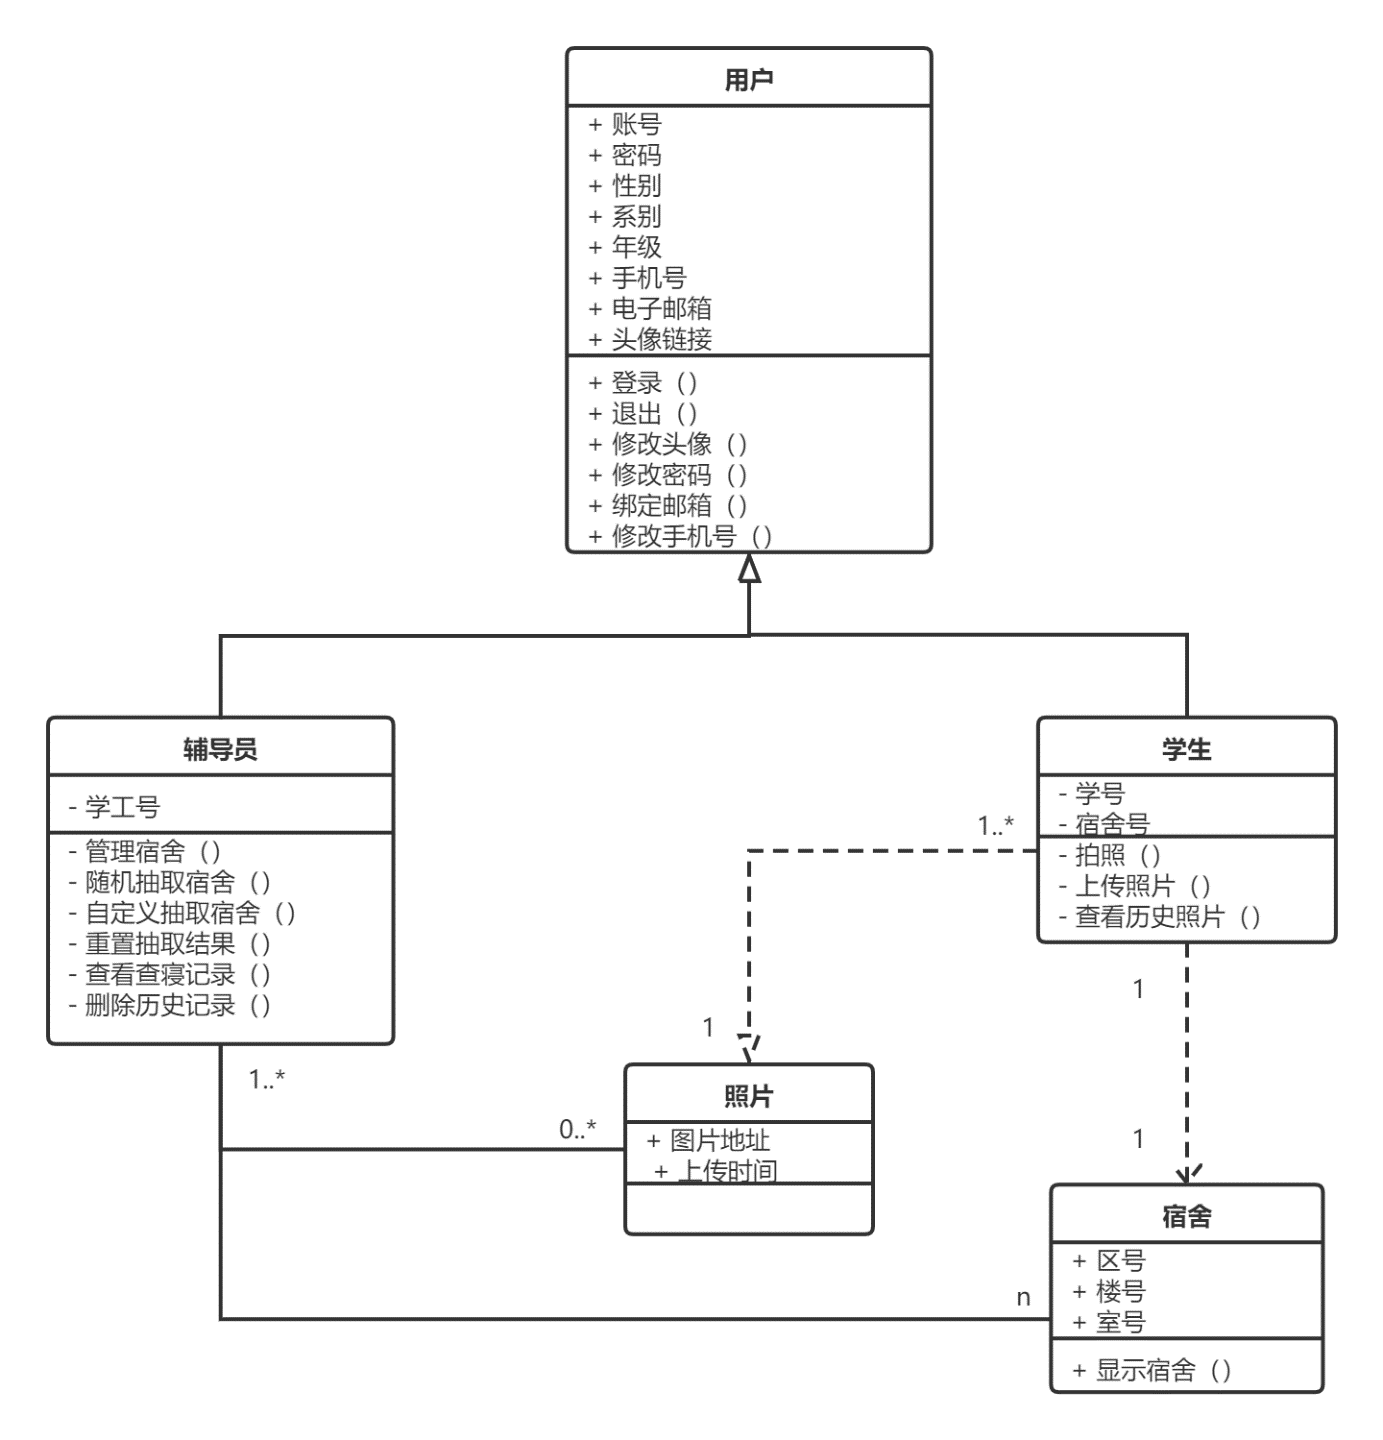 用户
+ 账号
+ 密码
+ 性别
+ 系别
+ 年级
+ 手机号
+ 电子邮箱
+ 头像链接
+ 登录（）
+ 退出（）
+ 修改头像（）
+ 修改密码（）
+ 绑定邮箱（）
+ 修改手机号（）
辅导员
- 学工号
- 管理宿舍（）
- 随机抽取宿舍（）
- 自定义抽取宿舍（）
- 重置抽取结果（）
- 查看查寝记录（）
- 删除历史记录（）
学生
- 学号
- 宿舍号
- 拍照（）
- 上传照片（）
- 查看历史照片（）
1..*
1
1
1
1..*
0..*
n
照片
+ 图片地址
+ 上传时间
宿舍
+ 区号
+ 楼号
+ 室号
+ 显示宿舍（）